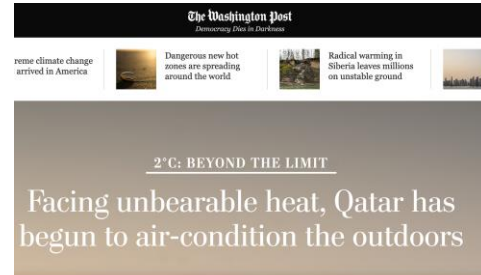 The Washington Post
Democracy Dies in Darkness
reme climate change
arrived in America
Dangerous new hot
zones are spreading
around the world
Radical warming in
Siberia leaves millions
on unstable ground
2°C: BEYOND THE LIMIT
Facing unbearable heat, Qatar has
begun to air-condition the outdoors